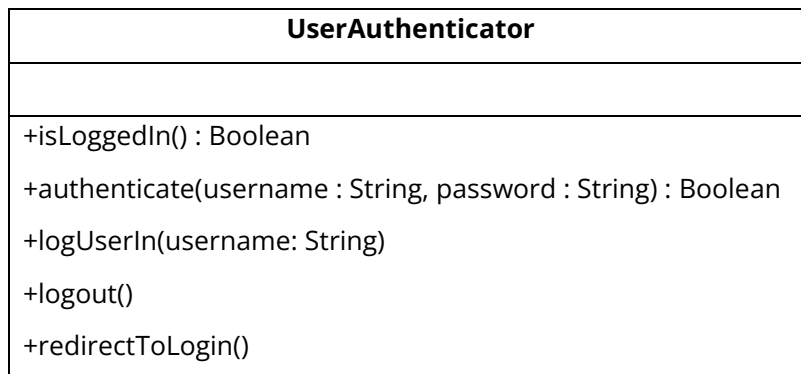 UserAuthenticator
+isLoggedIn() : Boolean
+authenticate(username : String, password : String) : Boolean
+logUserIn(username: String)
+logout()
+redirectToLogin()